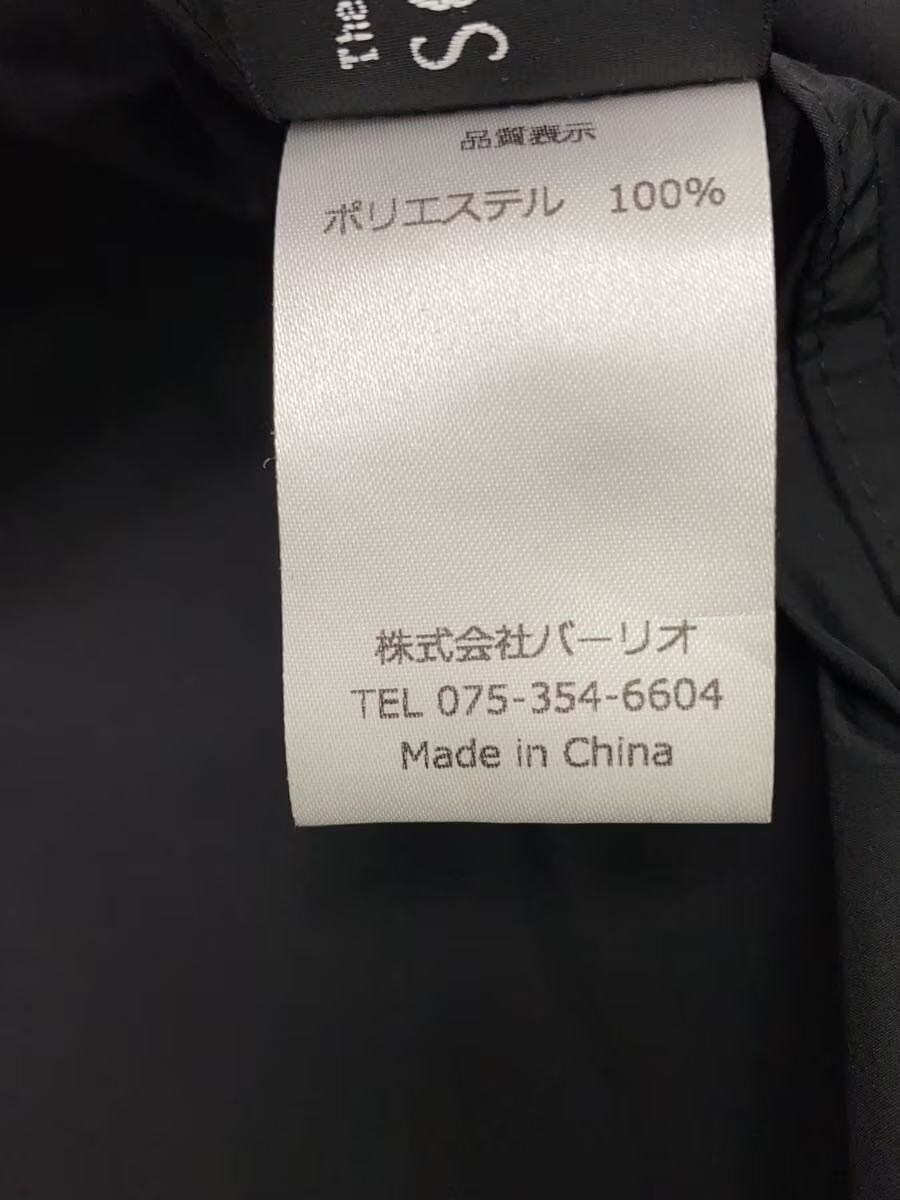 The
品質表示
ポリエステル 100%
株式会社バーリオ
TEL 075-354-6604
Made in China